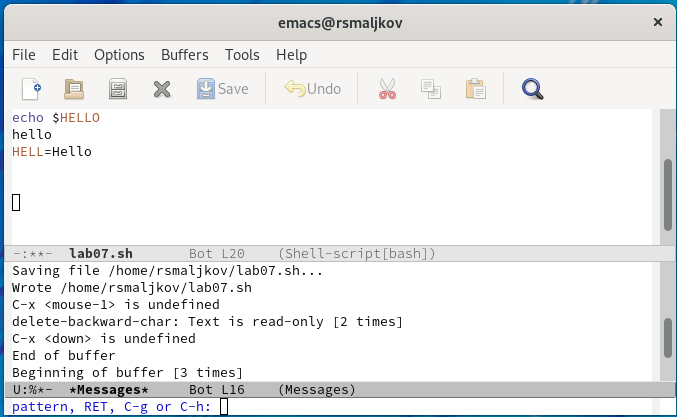 emacs@rsmaljkov
File Edit Options Buffers Tools Help
Save Undo
echo $HELLO
hello
HELL=Hello
-:**- lab07.sh Bot L20 (Shell-script[bash])
Saving file /home/rsmaljkov/lab07.sh...
Wrote /home/rsmaljkov/lab07.sh
C-x <mouse-1> is undefined
delete-backward-char: Text is read-only [2 times]
C-x <down> is undefined
End of buffer
Beginning of buffer [3 times]
U:%*- *Messages* Bot L16 (Messages)
pattern, RET, C-g or C-h: